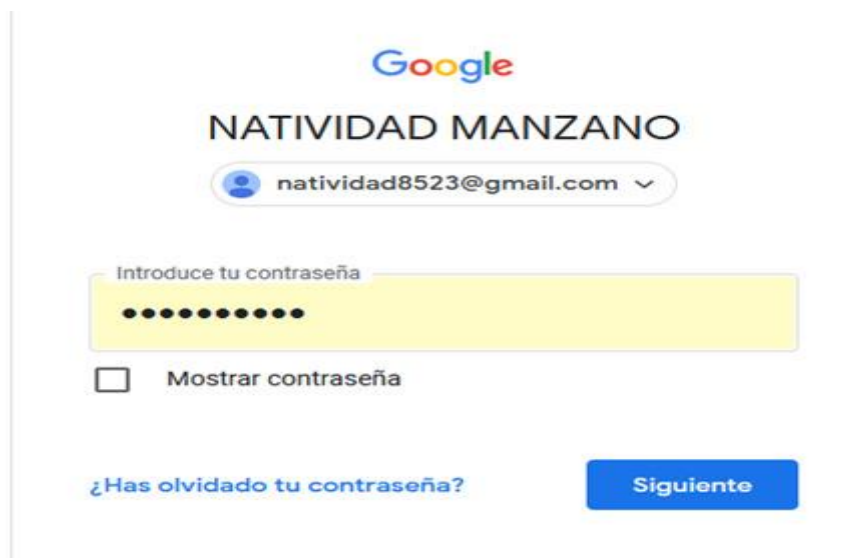 Google
NATIVIDAD MANZANO
natividad8523@gmail.com
Introduce tu contraseña
••••••••••
Mostrar contraseña
¿Has olvidado tu contraseña? Siguiente